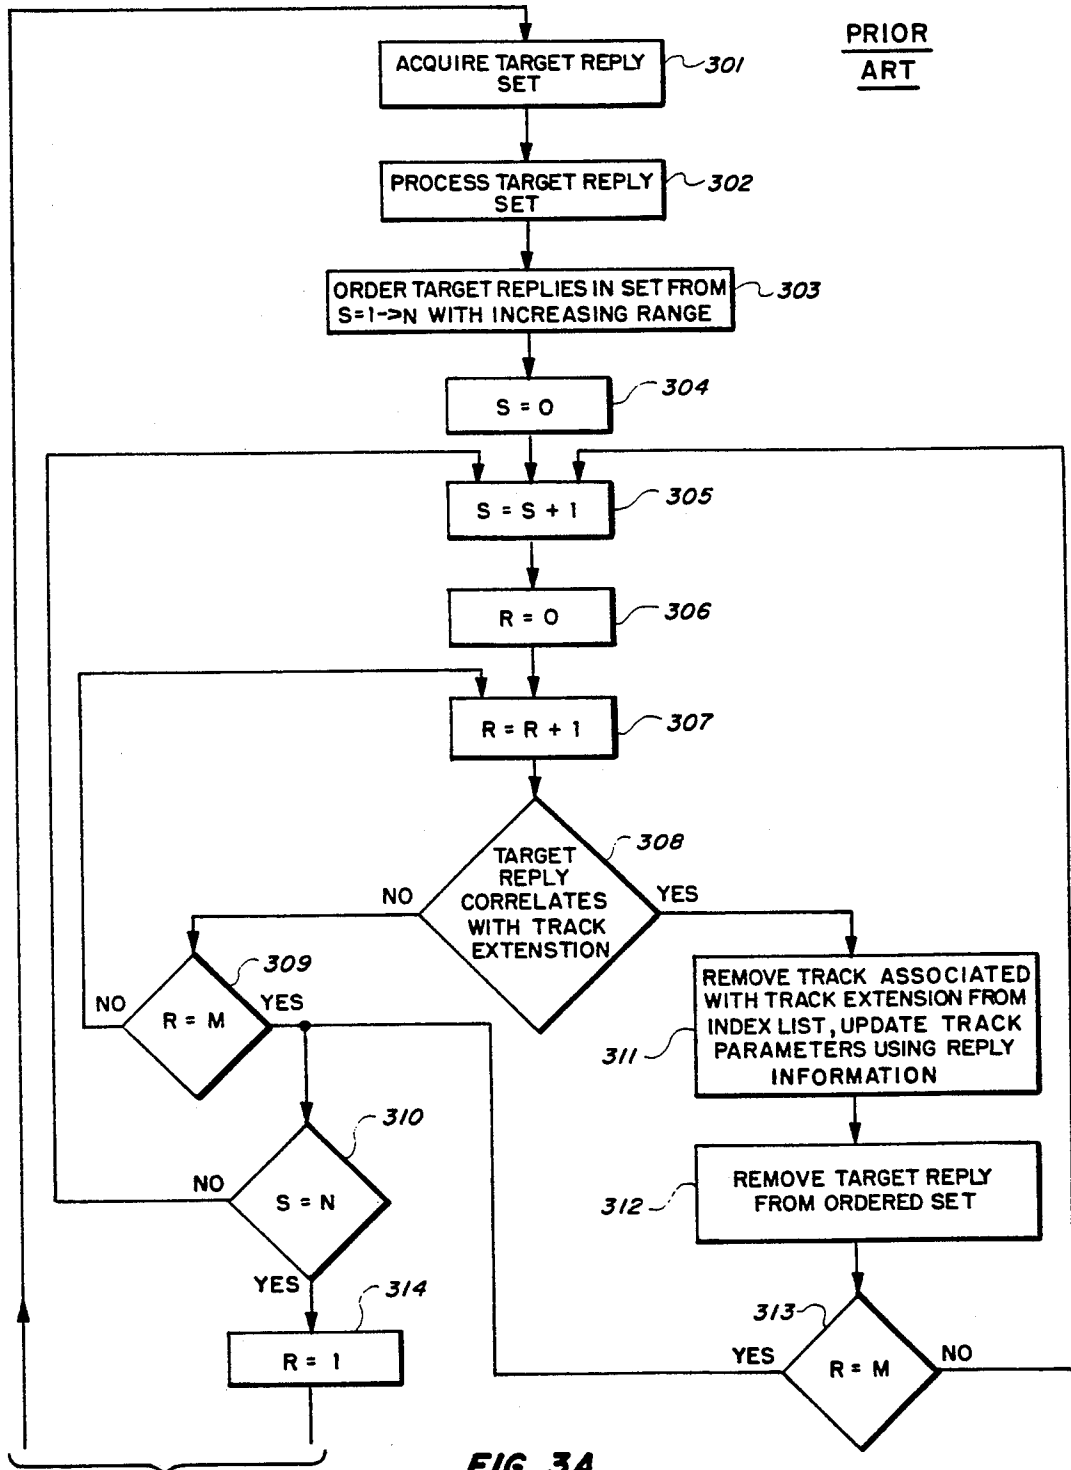 PRIOR
ART
ACQUIRE TARGET REPLY
SET
301
PROCESS TARGET REPLY
SET
302
ORDER TARGET REPLIES IN SET FROM
S=1->N WITH INCREASING RANGE
303
S = 0
304
S = S + 1
305
R = 0
306
R = R + 1
307
TARGET
REPLY
CORRELATES
WITH TRACK
EXTENSTION
308
NO
YES
R = M
309
NO
YES
REMOVE TRACK ASSOCIATED
WITH TRACK EXTENSION FROM
INDEX LIST, UPDATE TRACK
PARAMETERS USING REPLY
INFORMATION
311
S = N
310
NO
YES
REMOVE TARGET REPLY
FROM ORDERED SET
312
R = 1
314
R = M
313
YES
NO
FIG. 3A